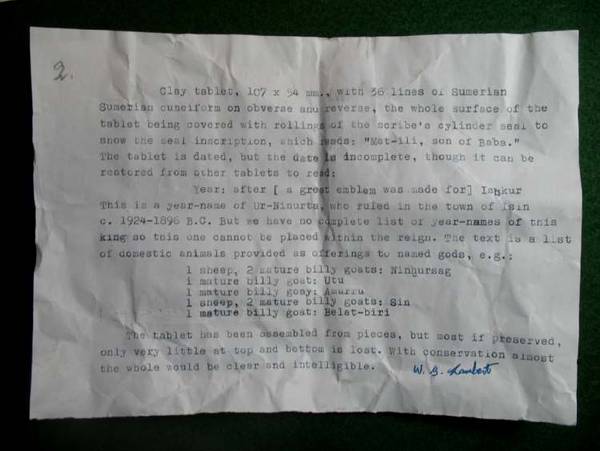 2.
Clay tablet, 107 x 54 mm., with 36 lines of Sumerian
Sumerian cuneiform on obverse and reverse, the whole surface of the
tablet being covered with rollings of the scribe's cylinder seal to
show the seal inscription, which reads: "Mat-ili, son of Baba."
The tablet is dated, but the date is incomplete, though it can be
restored from other tablets to read:
Year: after [ a great emblem was made for] Ishkur
This is a year-name of Ur-Ninurta, who ruled in the town of Isin
c. 1924-1896 B.C. But we have no complete list of year-names of this
king so this one cannot be placed within the reign. The text is a list
of domestic animals provided as offerings to named gods, e.g.:
1 sheep, 2 mature billy goats: Ninhursag
1 mature billy goat: Utu
1 mature billy goay: Amurru
1 sheep, 2 mature billy goats: Sin
1 mature billy goat: Belat-biri
The tablet has been assembled from pieces, but most if preserved,
only very little at top and bottom is lost. With conservation almost
the whole would be clear and intelligible.
W. G. Lambert